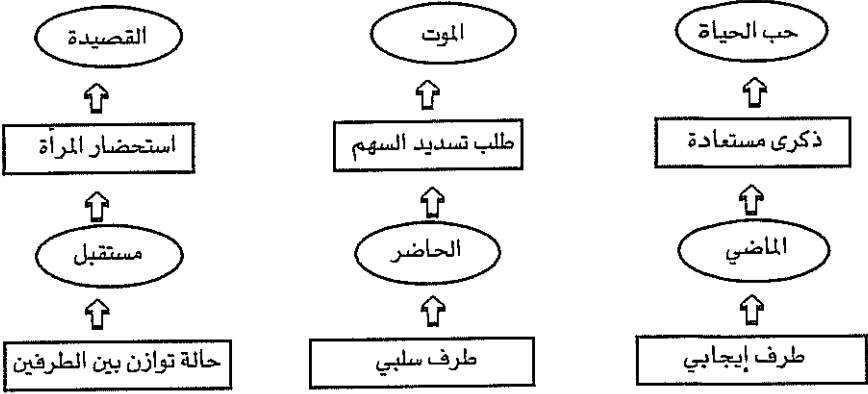 حب الحياة
الموت
القصيدة
ذكرى مستعادة
طلب تسديد السهم
استحضار المرأة
الماضي
الحاضر
مستقبل
طرف إيجابي
طرف سلبي
حالة توازن بين الطرفين